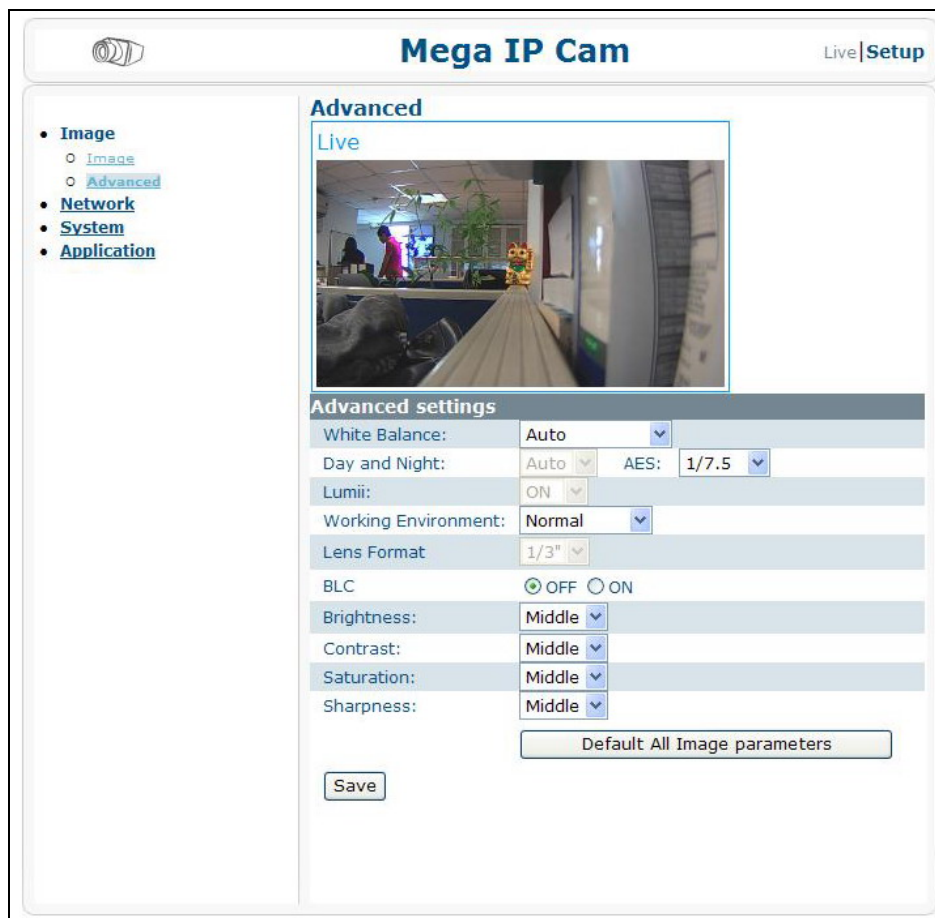 Mega IP Cam
Live|Setup
Image
Image
Advanced
Network
System
Application
Advanced
Live
Advanced settings
White Balance: Auto
Day and Night: Auto AES: 1/7.5
Lumii: ON
Working Environment: Normal
Lens Format 1/3"
BLC OFF ON
Brightness: Middle
Contrast: Middle
Saturation: Middle
Sharpness: Middle
Default All Image parameters
Save